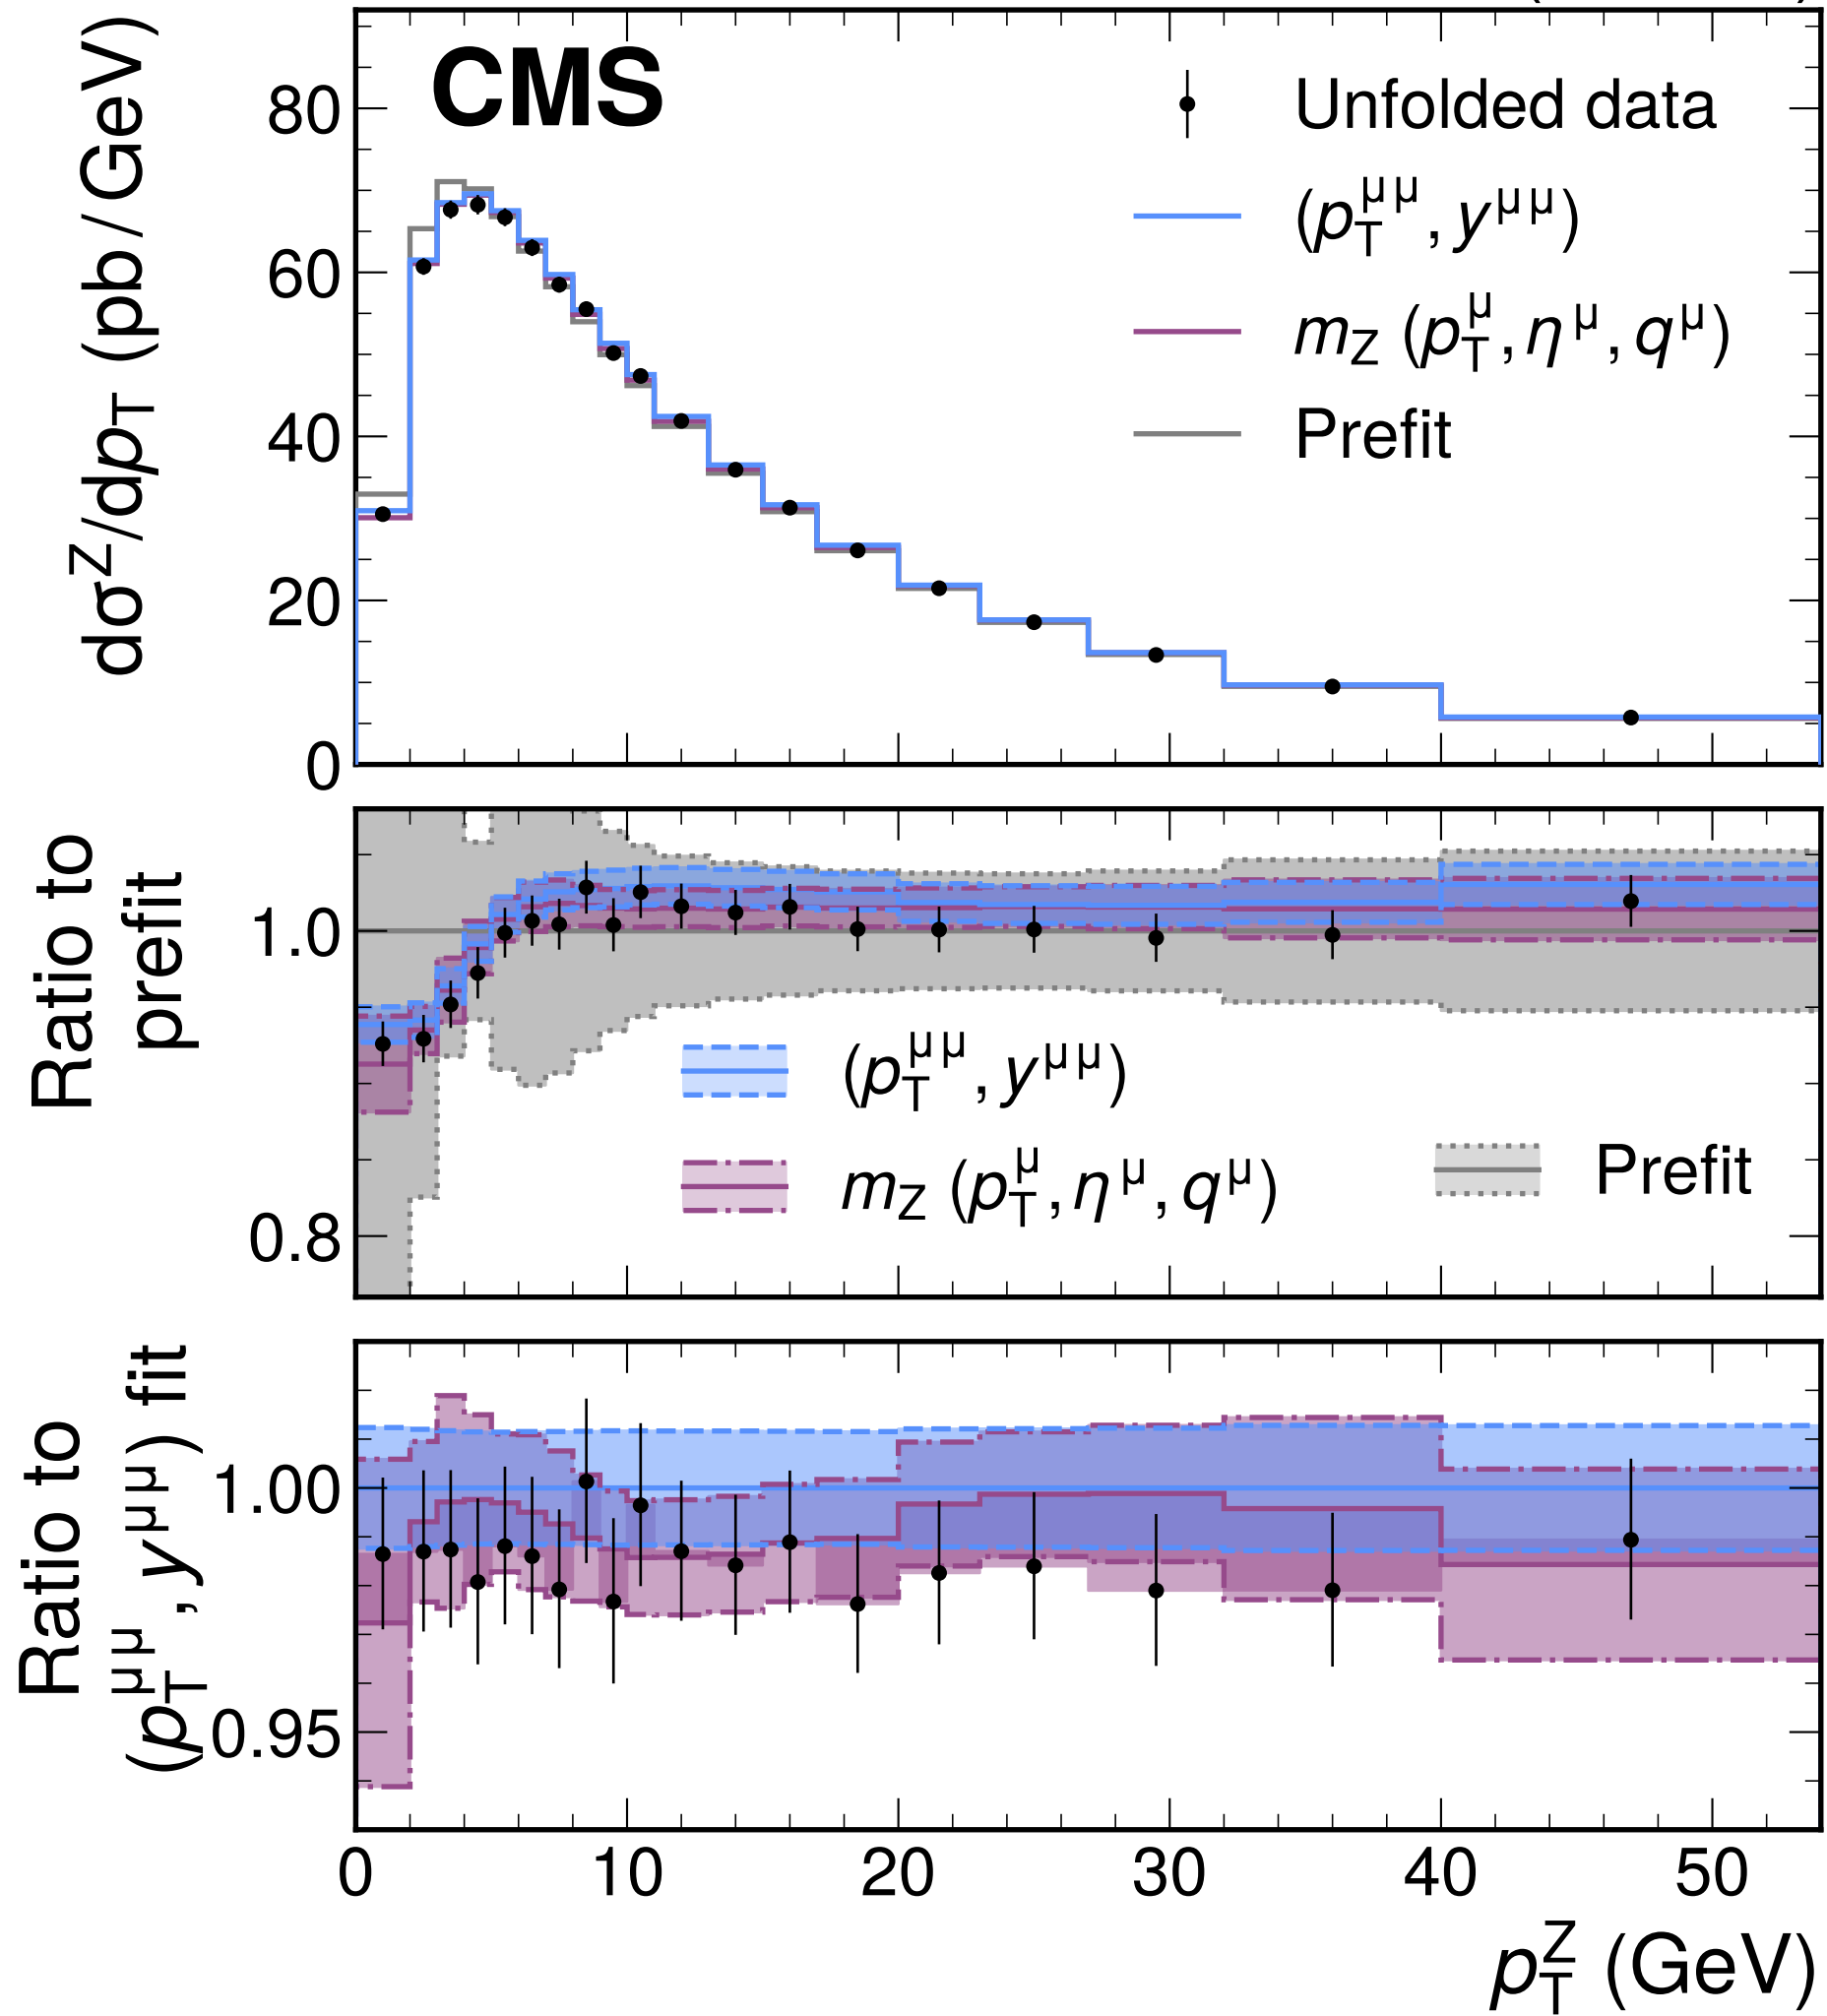 CMS
dσᶻ/dp_T (pb / GeV)
80
60
40
20
0
Unfolded data
(p_T^μμ, y^μμ)
m_Z (p_T^μ, η^μ, q^μ)
Prefit
Ratio to
prefit
1.0
0.8
(p_T^μμ, y^μμ)
m_Z (p_T^μ, η^μ, q^μ)
Prefit
Ratio to
(p_T^μμ, y^μμ) fit
1.00
0.95
0 10 20 30 40 50
p_T^Z (GeV)